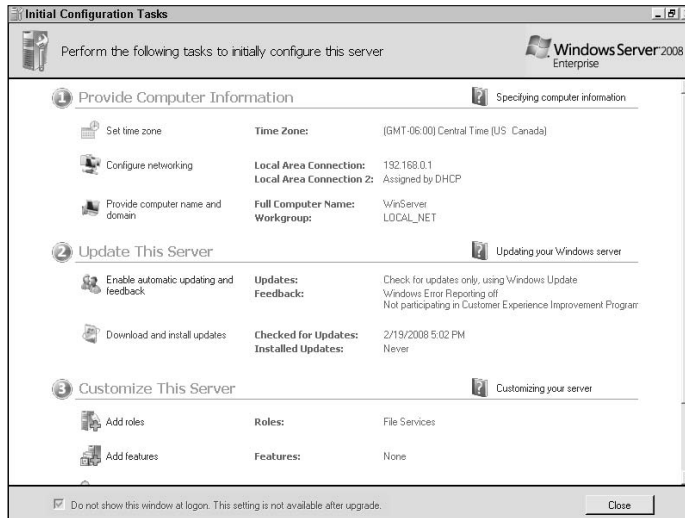 Initial Configuration Tasks
Perform the following tasks to initially configure this server
Windows Server 2008
Enterprise
1 Provide Computer Information
Specifying computer information
Set time zone
Time Zone:
(GMT-06:00) Central Time (US Canada)
Configure networking
Local Area Connection:
192.168.0.1
Local Area Connection 2:
Assigned by DHCP
Provide computer name and
domain
Full Computer Name:
WinServer
Workgroup:
LOCAL_NET
2 Update This Server
Updating your Windows server
Enable automatic updating and
feedback
Updates:
Check for updates only, using Windows Update
Feedback:
Windows Error Reporting off
Not participating in Customer Experience Improvement Program
Download and install updates
Checked for Updates:
2/19/2008 5:02 PM
Installed Updates:
Never
3 Customize This Server
Customizing your server
Add roles
Roles:
File Services
Add features
Features:
None
Do not show this window at logon. This setting is not available after upgrade.
Close